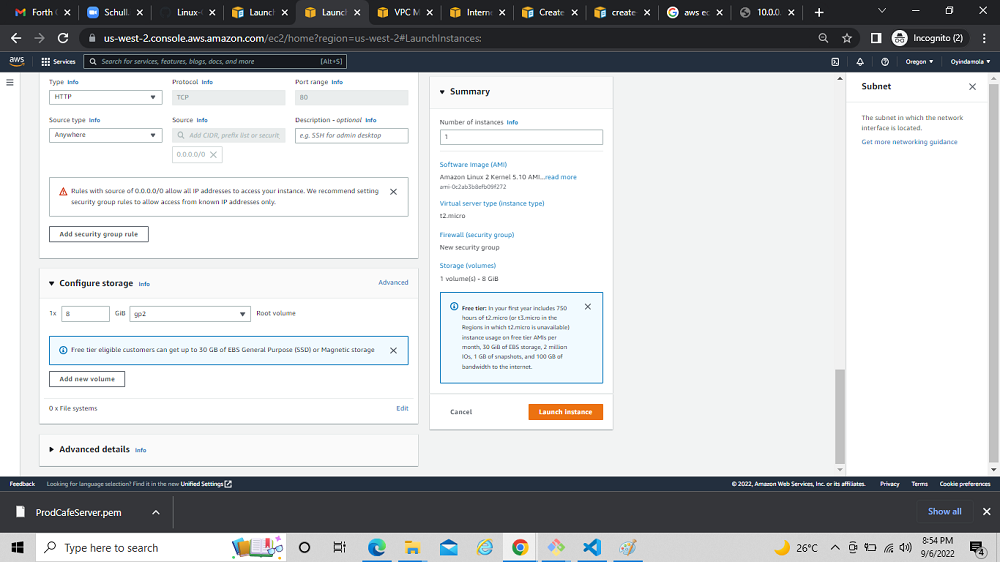 Forth
Schull.
Linux-
Launch
Launch
VPC M
Intern
Create
create-
aws ec
10.0.0.
us-west-2.console.aws.amazon.com/ec2/home?region=us-west-2#LaunchInstances:
Incognito (2)
aws
Services
Search for services, features, blogs, docs, and more
[Alt+S]
Oregon
Oyindamola
Type Info
Protocol Info
Port range Info
HTTP
TCP
80
Source type Info
Source Info
Description - optional Info
Anywhere
Add CIDR, prefix list or securit
e.g. SSH for admin desktop
0.0.0.0/0
Rules with source of 0.0.0.0/0 allow all IP addresses to access your instance. We recommend setting
security group rules to allow access from known IP addresses only.
Add security group rule
Configure storage Info
Advanced
1x
8
GiB
gp2
Root volume
Free tier eligible customers can get up to 30 GB of EBS General Purpose (SSD) or Magnetic storage
Add new volume
0 x File systems
Edit
Advanced details Info
Summary
Number of instances Info
1
Software Image (AMI)
Amazon Linux 2 Kernel 5.10 AMI...read more
ami-0c2ab3b8efb09f272
Virtual server type (instance type)
t2.micro
Firewall (security group)
New security group
Storage (volumes)
1 volume(s) - 8 GiB
Free tier: In your first year includes 750
hours of t2.micro (or t3.micro in the
Regions in which t2.micro is unavailable)
instance usage on free tier AMIs per
month, 30 GiB of EBS storage, 2 million
IOs, 1 GB of snapshots, and 100 GB of
bandwidth to the internet.
Cancel
Launch instance
Subnet
The subnet in which the network
interface is located.
Get more networking guidance
Feedback
Looking for language selection? Find it in the new Unified Settings
© 2022, Amazon Web Services, Inc. or its affiliates.
Privacy
Terms
Cookie preferences
ProdCafeServer.pem
Show all
Type here to search
26°C
8:54 PM
9/6/2022
4